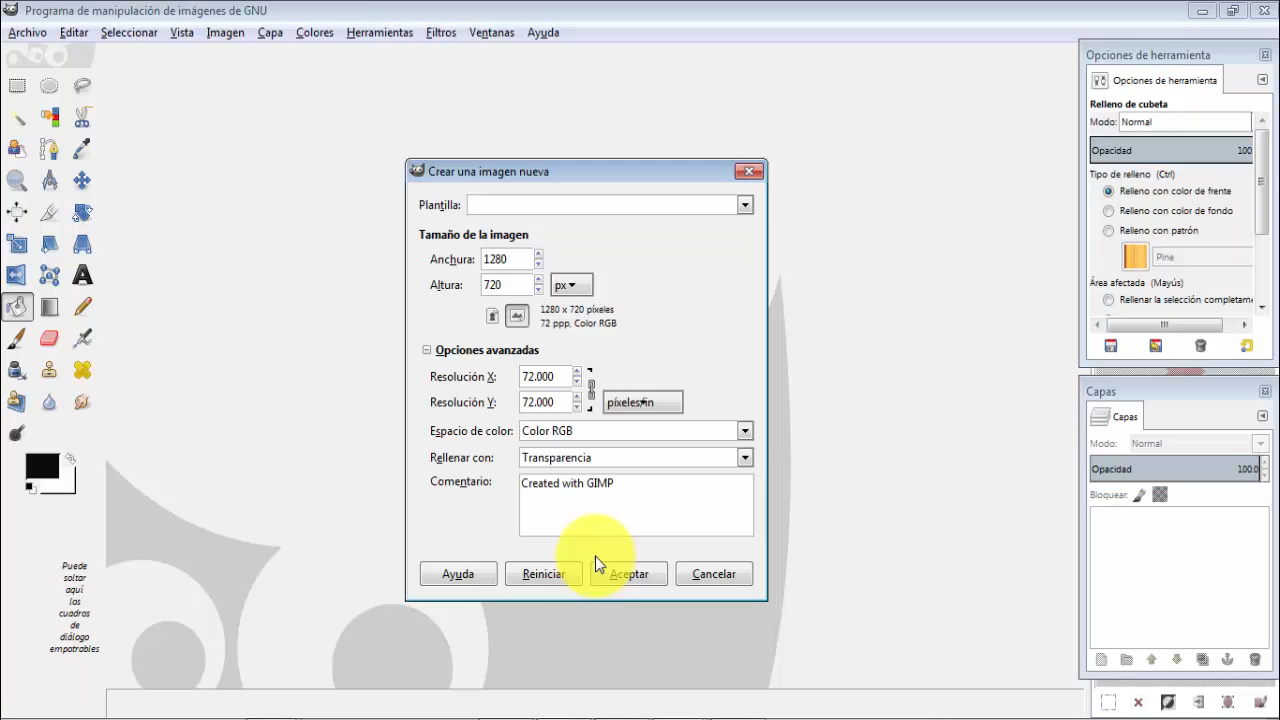 Programa de manipulación de imágenes de GNU
Archivo Editar Seleccionar Vista Imagen Capa Colores Herramientas Filtros Ventanas Ayuda
Puede
soltar
aquí
los
cuadros
de
diálogo
empotrables
Crear una imagen nueva
Plantilla:
Tamaño de la imagen
Anchura: 1280
Altura: 720 px
1280 x 720 píxeles
72 ppp, Color RGB
Opciones avanzadas
Resolución X: 72.000
Resolución Y: 72.000 píxeles/in
Espacio de color: Color RGB
Rellenar con: Transparencia
Comentario: Created with GIMP
Ayuda Reiniciar Aceptar Cancelar
Opciones de herramienta
Opciones de herramienta
Relleno de cubeta
Modo: Normal
Opacidad 100
Tipo de relleno (Ctrl)
Relleno con color de frente
Relleno con color de fondo
Relleno con patrón
Pine
Área afectada (Mayús)
Rellenar la selección completame
Capas
Capas
Modo: Normal
Opacidad 100.0
Bloquear: